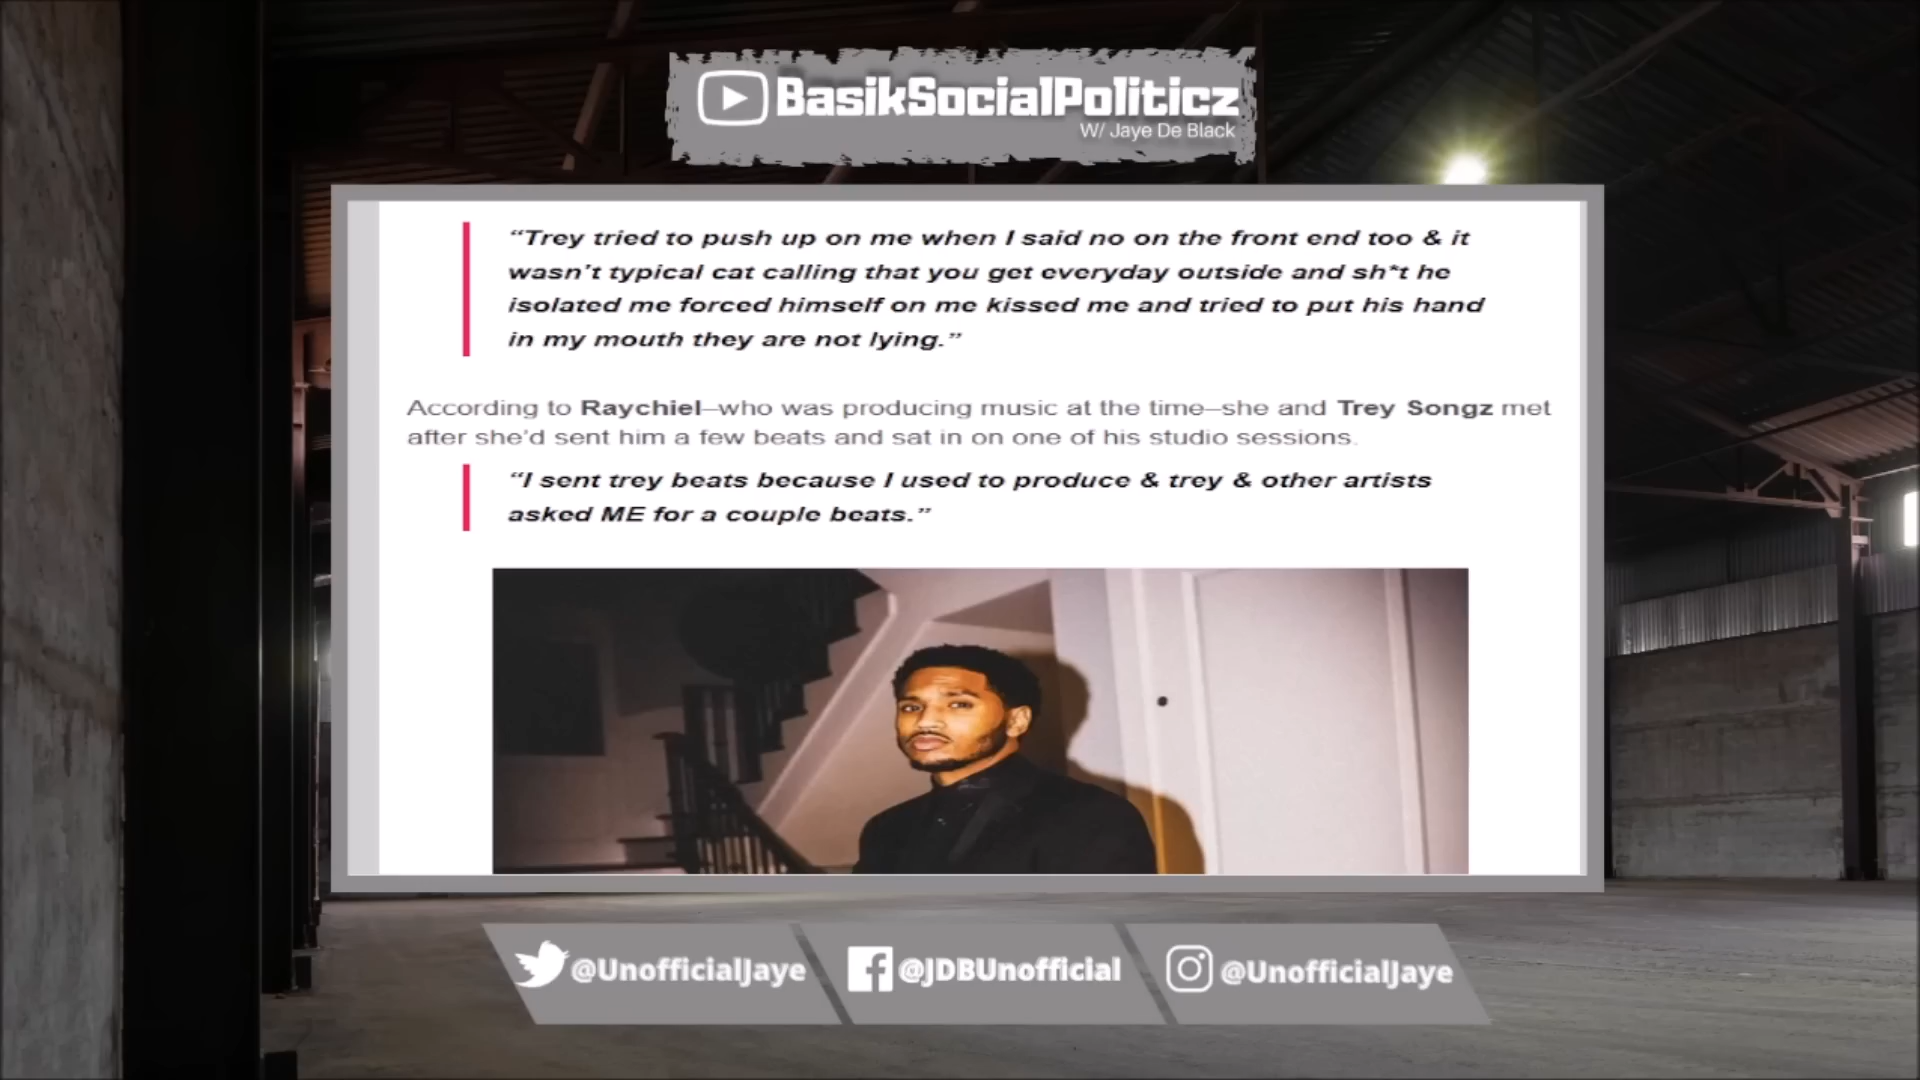 BasikSocialPoliticz
W/ Jaye De Black
“Trey tried to push up on me when I said no on the front end too & it
wasn’t typical cat calling that you get everyday outside and sh*t he
isolated me forced himself on me kissed me and tried to put his hand
in my mouth they are not lying.”
According to Raychiel–who was producing music at the time–she and Trey Songz met
after she’d sent him a few beats and sat in on one of his studio sessions.
“I sent trey beats because I used to produce & trey & other artists
asked ME for a couple beats.”
@UnofficialJaye @JDBUnofficial @UnofficialJaye